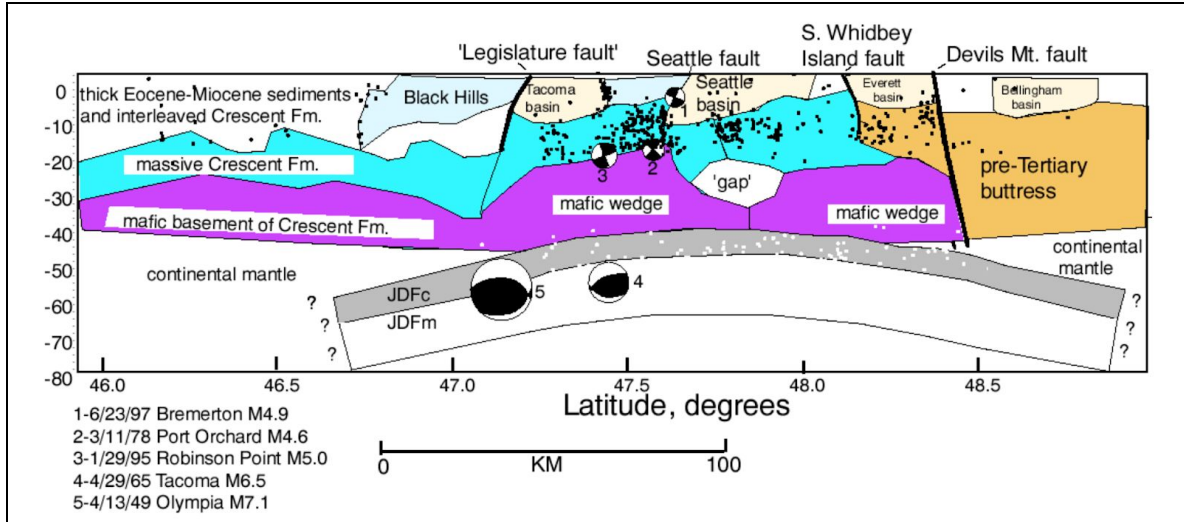 S. Whidbey
'Legislature fault'
Seattle fault
Island fault
Devils Mt. fault
0
-10
-20
-30
-40
-50
-60
-70
-80
thick Eocene-Miocene sediments
and interleaved Crescent Fm.
Black Hills
Tacoma
basin
1
Seattle
basin
Everett
basin
Bellingham
basin
massive Crescent Fm.
3
2
'gap'
pre-Tertiary
buttress
mafic basement of Crescent Fm.
mafic wedge
mafic wedge
continental mantle
continental
mantle
JDFc
JDFm
5
4
?
?
?
?
?
?
46.0
46.5
47.0
47.5
48.0
48.5
Latitude, degrees
1-6/23/97 Bremerton M4.9
2-3/11/78 Port Orchard M4.6
3-1/29/95 Robinson Point M5.0
4-4/29/65 Tacoma M6.5
5-4/13/49 Olympia M7.1
0
KM
100